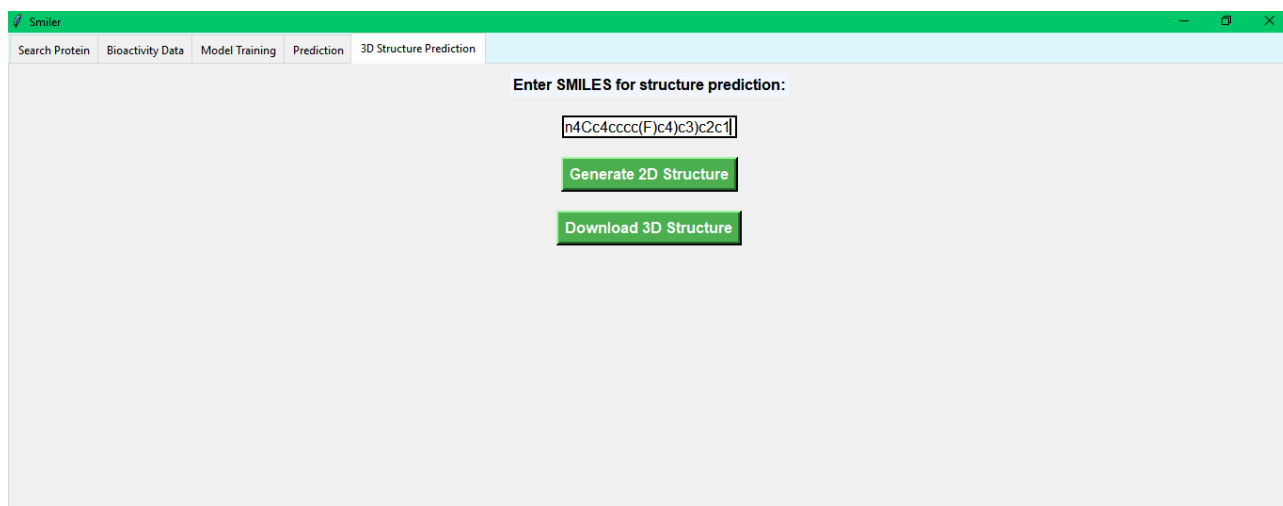 Smiler
Search Protein Bioactivity Data Model Training Prediction 3D Structure Prediction
Enter SMILES for structure prediction:
n4Cc4cccc(F)c4)c3)c2c1
Generate 2D Structure
Download 3D Structure